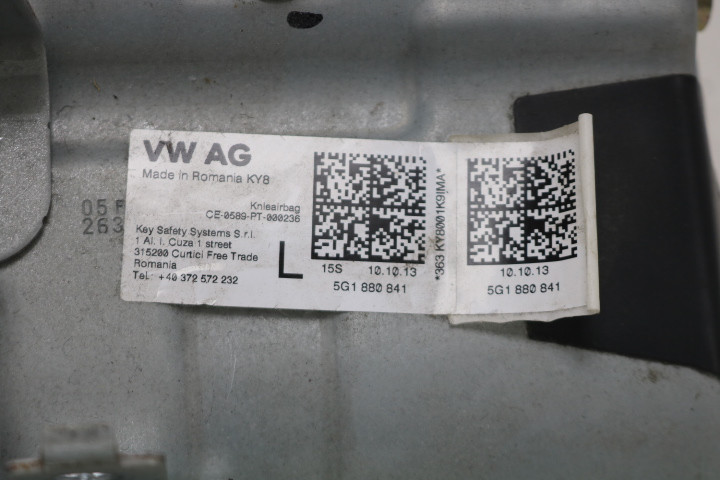 VW AG
Made in Romania KY8
Knieairbag
CE-0589-PT-000236
Key Safety Systems S.r.l.
1 Al. I. Cuza 1 street
315200 Curtici Free Trade
Romania
Tel.: +40 372 572 232
L
15S 10.10.13
5G1 880 841
*363 KY8001K9IMA*
10.10.13
5G1 880 841
05
263